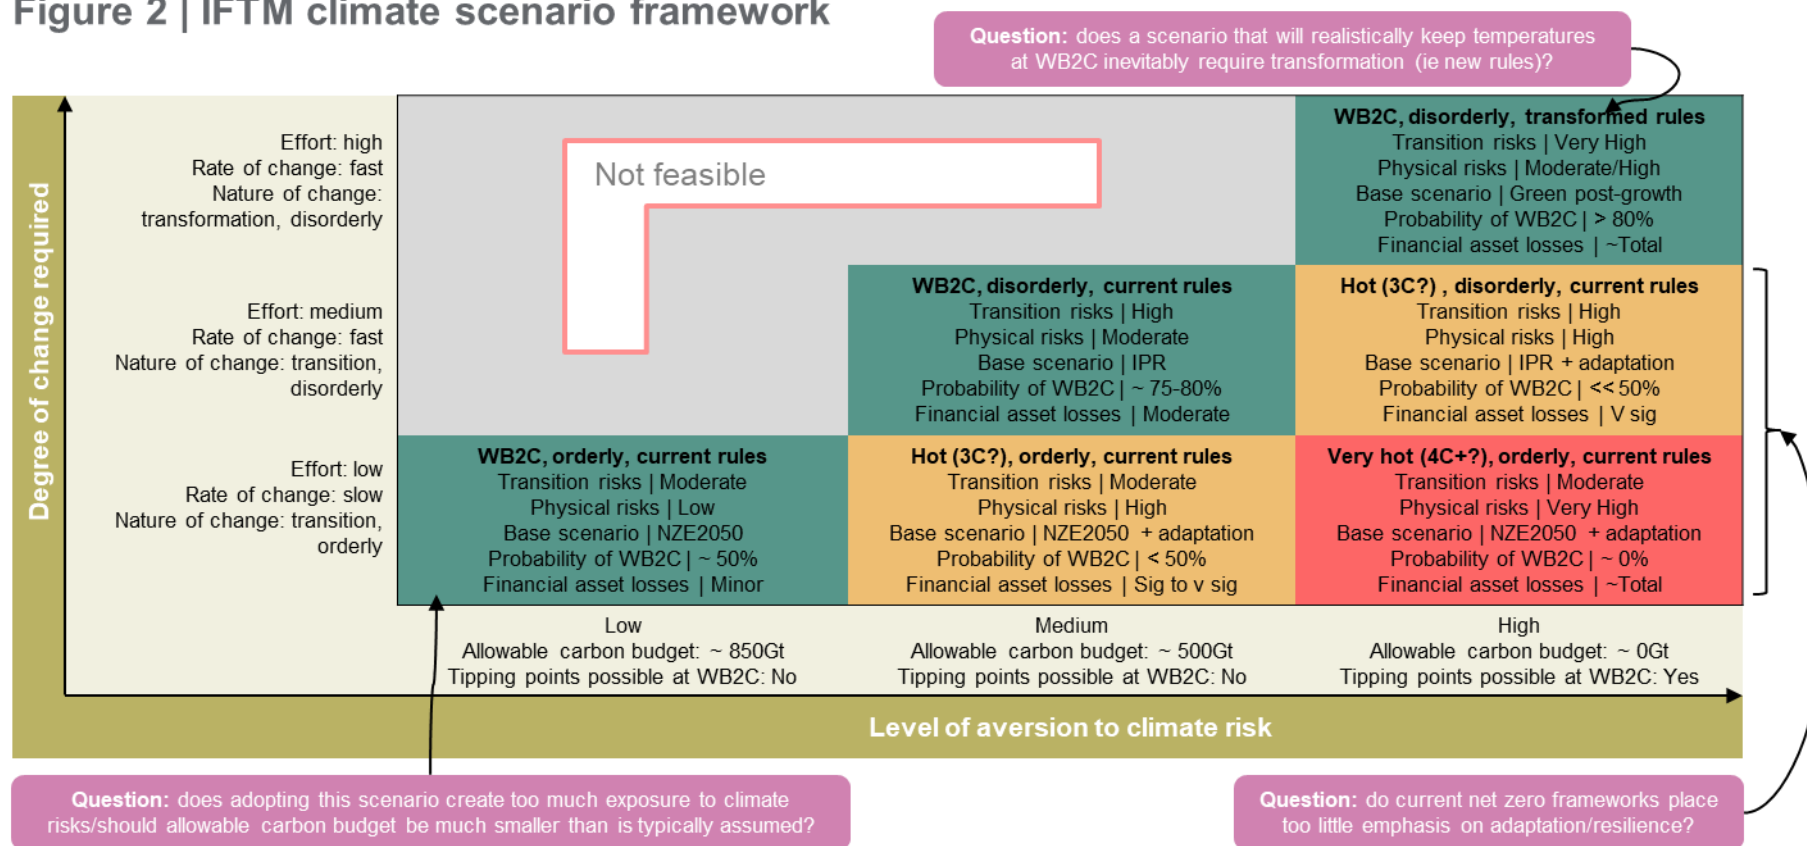 Figure 2 | IFTM climate scenario framework
Question: does a scenario that will realistically keep temperatures
at WB2C inevitably require transformation (ie new rules)?
Degree of change required
Effort: high
Rate of change: fast
Nature of change:
transformation, disorderly
Not feasible
WB2C, disorderly, transformed rules
Transition risks | Very High
Physical risks | Moderate/High
Base scenario | Green post-growth
Probability of WB2C | > 80%
Financial asset losses | ~Total
Effort: medium
Rate of change: fast
Nature of change: transition,
disorderly
WB2C, disorderly, current rules
Transition risks | High
Physical risks | Moderate
Base scenario | IPR
Probability of WB2C | ~ 75-80%
Financial asset losses | Moderate
Hot (3C?) , disorderly, current rules
Transition risks | High
Physical risks | High
Base scenario | IPR + adaptation
Probability of WB2C | << 50%
Financial asset losses | V sig
Effort: low
Rate of change: slow
Nature of change: transition,
orderly
WB2C, orderly, current rules
Transition risks | Moderate
Physical risks | Low
Base scenario | NZE2050
Probability of WB2C | ~ 50%
Financial asset losses | Minor
Hot (3C?), orderly, current rules
Transition risks | Moderate
Physical risks | High
Base scenario | NZE2050 + adaptation
Probability of WB2C | < 50%
Financial asset losses | Sig to v sig
Very hot (4C+?), orderly, current rules
Transition risks | Moderate
Physical risks | Very High
Base scenario | NZE2050 + adaptation
Probability of WB2C | ~ 0%
Financial asset losses | ~Total
Low
Allowable carbon budget: ~ 850Gt
Tipping points possible at WB2C: No
Medium
Allowable carbon budget: ~ 500Gt
Tipping points possible at WB2C: No
High
Allowable carbon budget: ~ 0Gt
Tipping points possible at WB2C: Yes
Level of aversion to climate risk
Question: does adopting this scenario create too much exposure to climate
risks/should allowable carbon budget be much smaller than is typically assumed?
Question: do current net zero frameworks place
too little emphasis on adaptation/resilience?